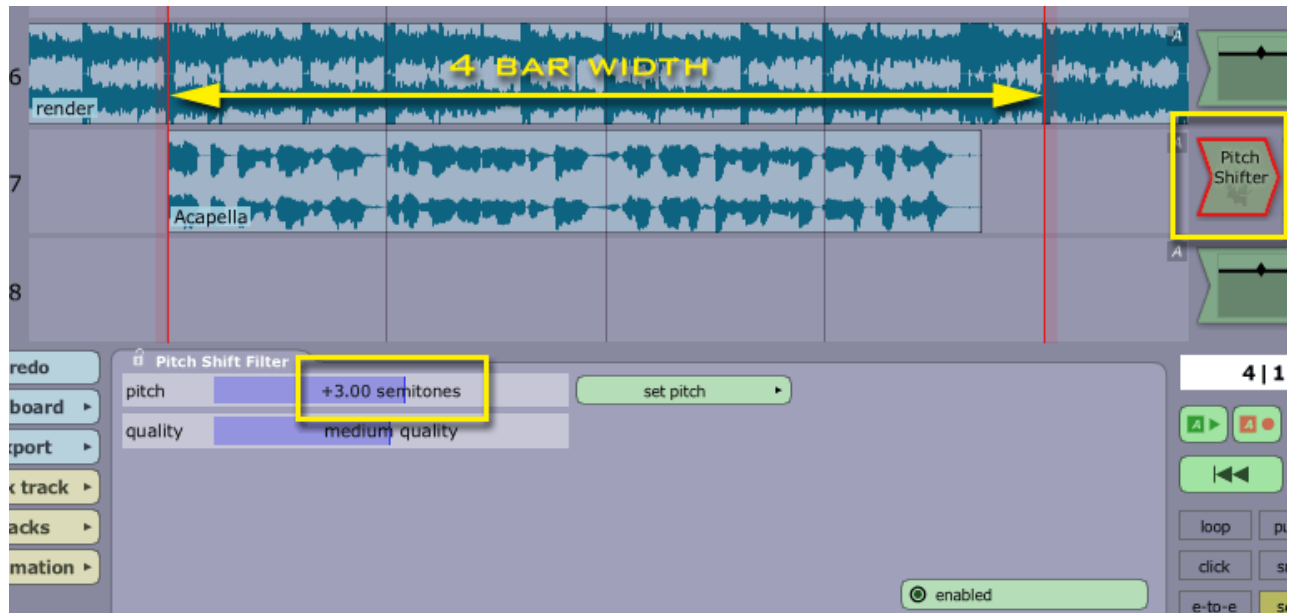 A
6
4 BAR WIDTH
render
A
Pitch
Shifter
7
Acapella
A
8
redo
Pitch Shift Filter
4|1
pitch
+3.00 semitones
set pitch
board
quality
medium quality
A
A
xport
k track
acks
loop
pu
mation
click
enabled
e-to-e